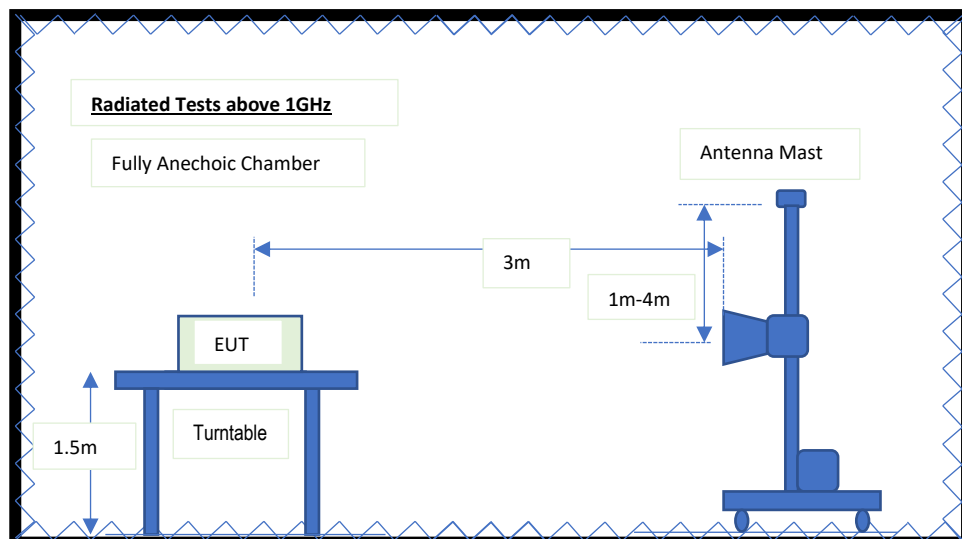 Radiated Tests above 1GHz
Fully Anechoic Chamber
Antenna Mast
3m
1m-4m
EUT
Turntable
1.5m